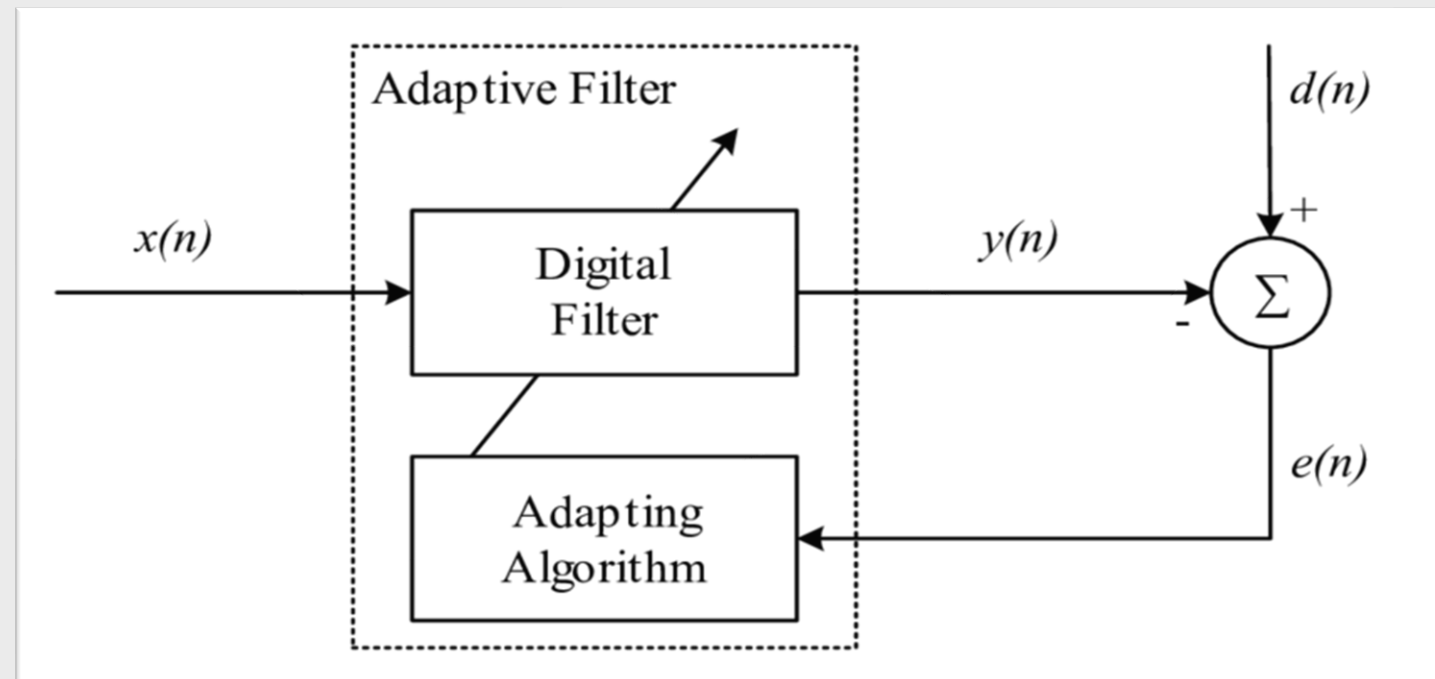 Adaptive Filter
d(n)
+
x(n)
Digital
Filter
y(n)
-
Σ
e(n)
Adapting
Algorithm